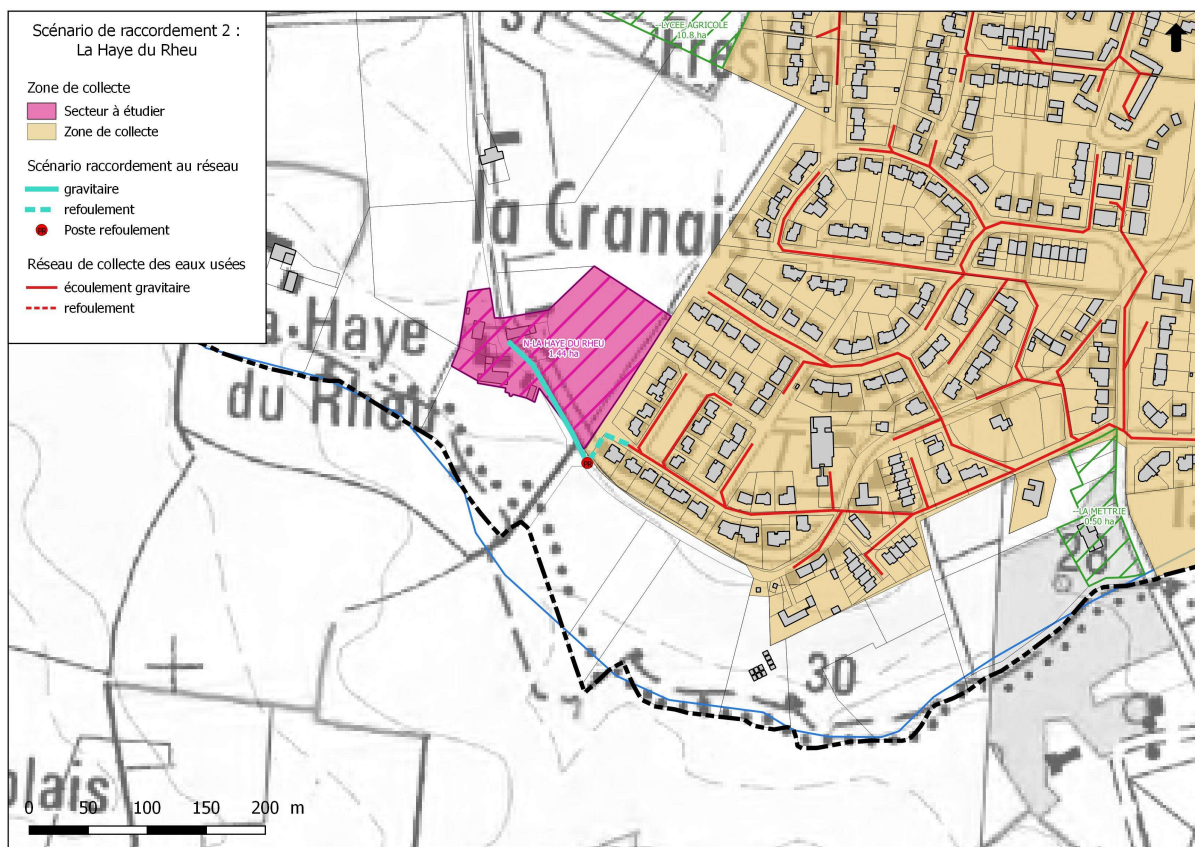 Scénario de raccordement 2 :
La Haye du Rheu
Zone de collecte
Secteur à étudier
Zone de collecte
Scénario raccordement au réseau
gravitaire
refoulement
Poste refoulement
Réseau de collecte des eaux usées
écoulement gravitaire
refoulement
--LYCEE AGRICOLE
10.8 ha
la Cranais
N-LA HAYE DU RHEU
1.44 ha
a. Haye
du Rheu
--LA METTRIE
0.50 ha
28
30
plais
0 50 100 150 200 m